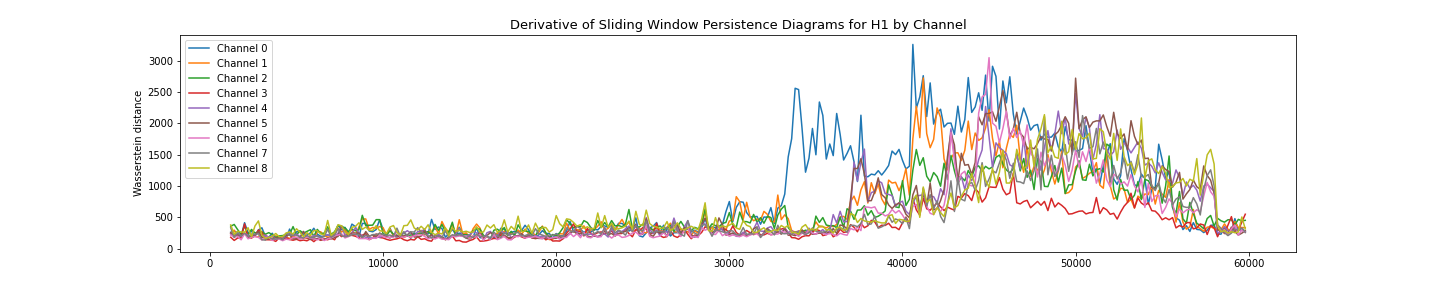 Derivative of Sliding Window Persistence Diagrams for H1 by Channel
Wasserstein distance
3000
2500
2000
1500
1000
500
0
Channel 0
Channel 1
Channel 2
Channel 3
Channel 4
Channel 5
Channel 6
Channel 7
Channel 8
0 10000 20000 30000 40000 50000 60000